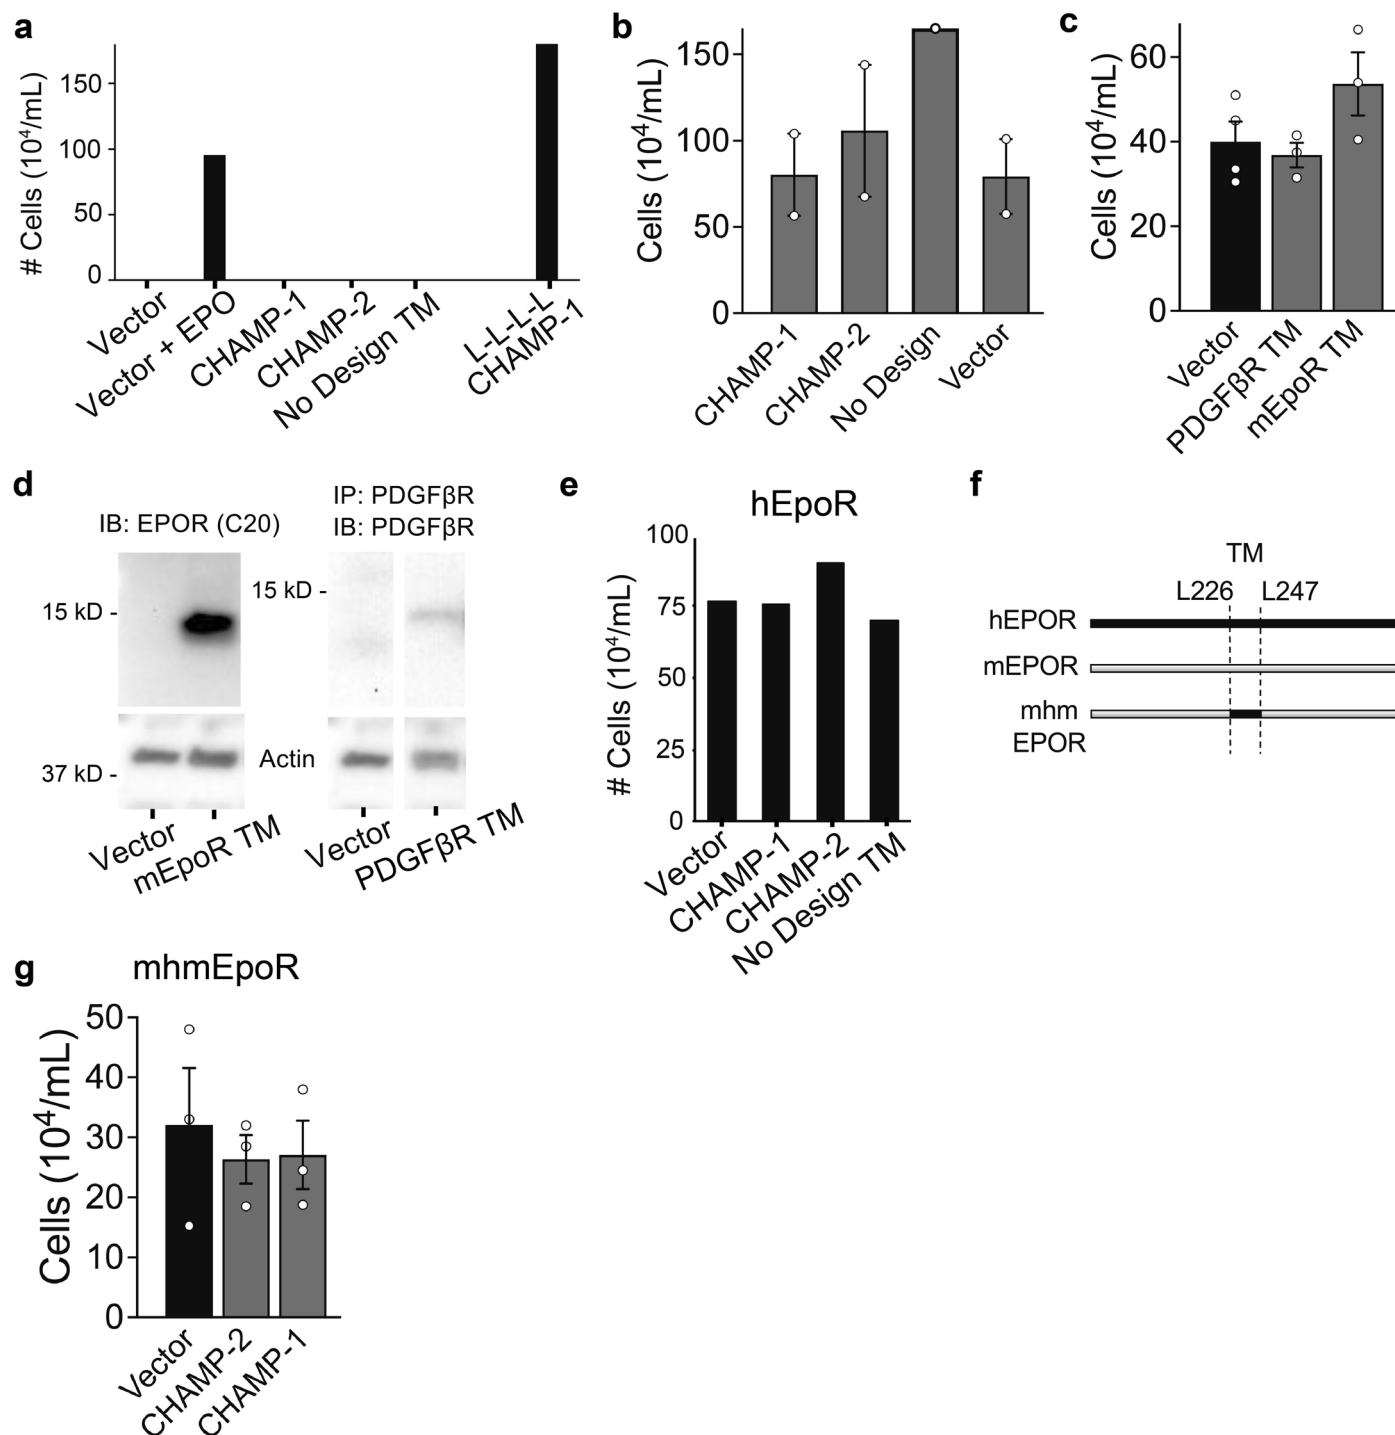 a
# Cells (10⁴/mL)
150
100
50
0
Vector
Vector + EPO
CHAMP-1
CHAMP-2
No Design TM
L-L-L-L
CHAMP-1
b
Cells (10⁴/mL)
150
100
50
0
CHAMP-1
CHAMP-2
No Design
Vector
c
Cells (10⁴/mL)
60
40
20
0
Vector
PDGFβR TM
mEpoR TM
d
IB: EPOR (C20)
IP: PDGFβR
IB: PDGFβR
15 kD -
15 kD -
37 kD -
Actin
Vector
mEpoR TM
Vector
PDGFβR TM
e
hEpoR
# Cells (10⁴/mL)
100
75
50
25
0
Vector
CHAMP-1
CHAMP-2
No Design TM
f
TM
L226
L247
hEPOR
mEPOR
mhm
EPOR
g
mhmEpoR
Cells (10⁴/mL)
50
40
30
20
10
0
Vector
CHAMP-2
CHAMP-1